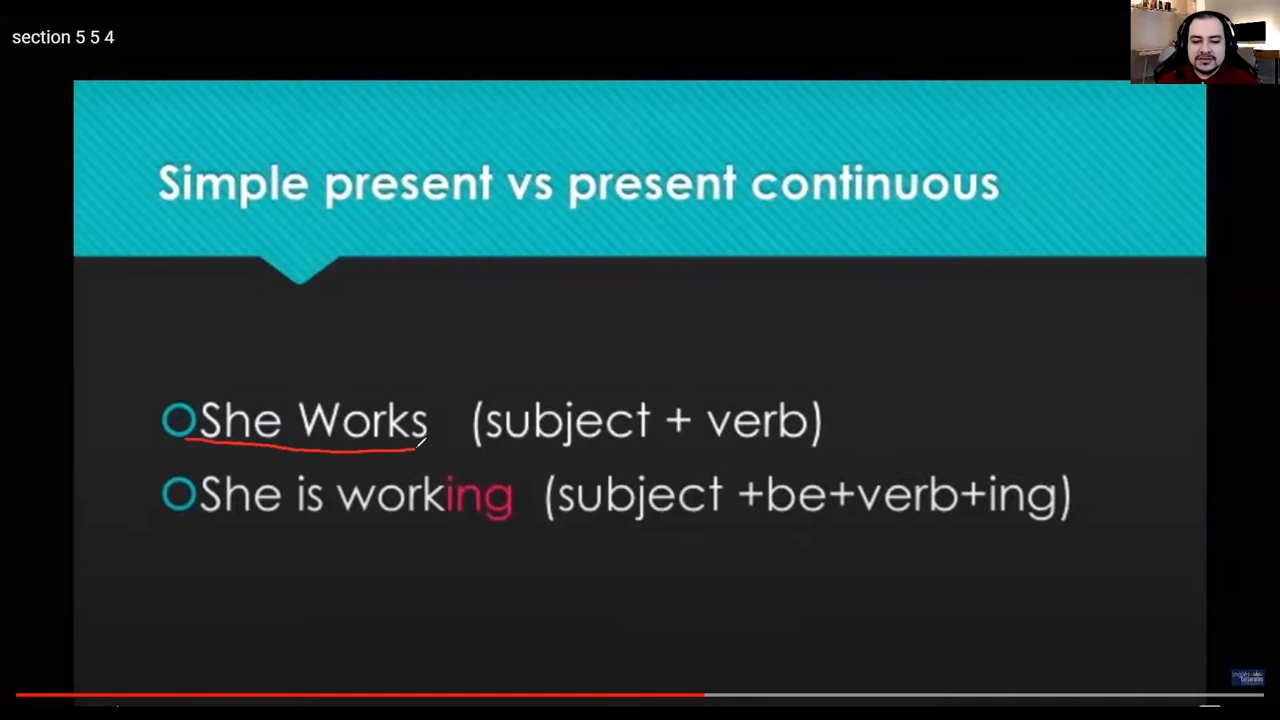 section 5 5 4
Simple present vs present continuous
She Works (subject + verb)
She is working (subject +be+verb+ing)